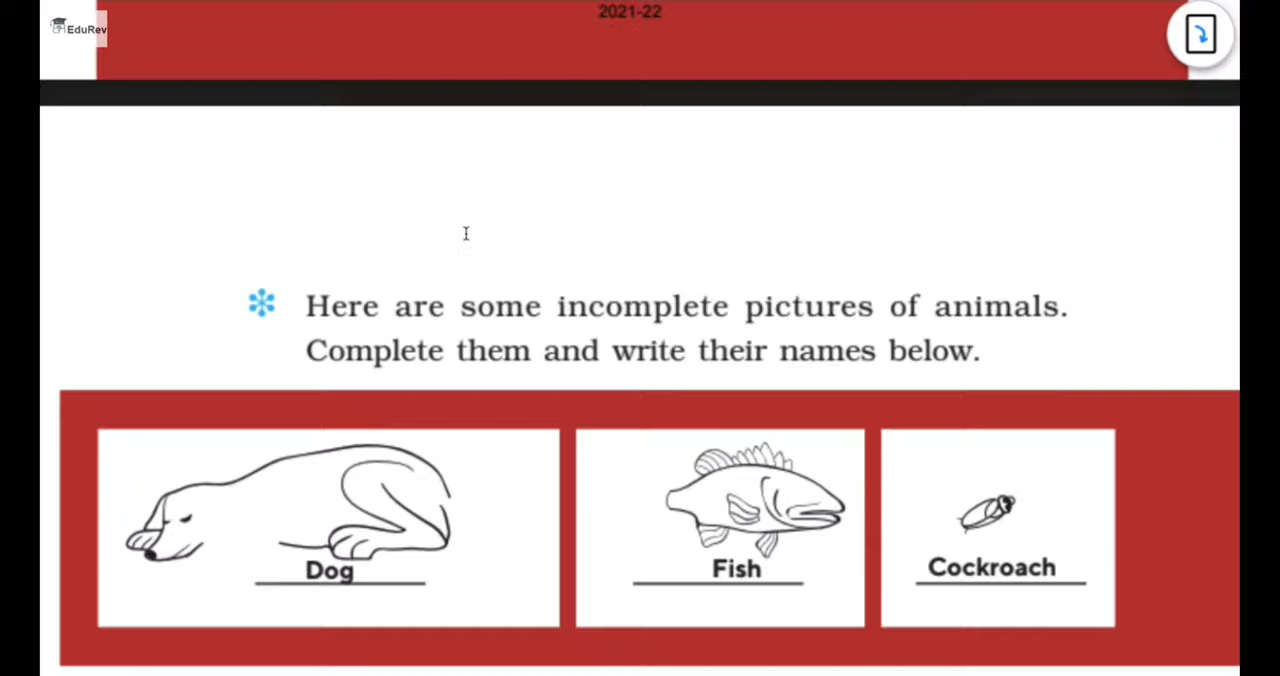 2021-22
EduRev
Here are some incomplete pictures of animals.
Complete them and write their names below.
Dog
Fish
Cockroach